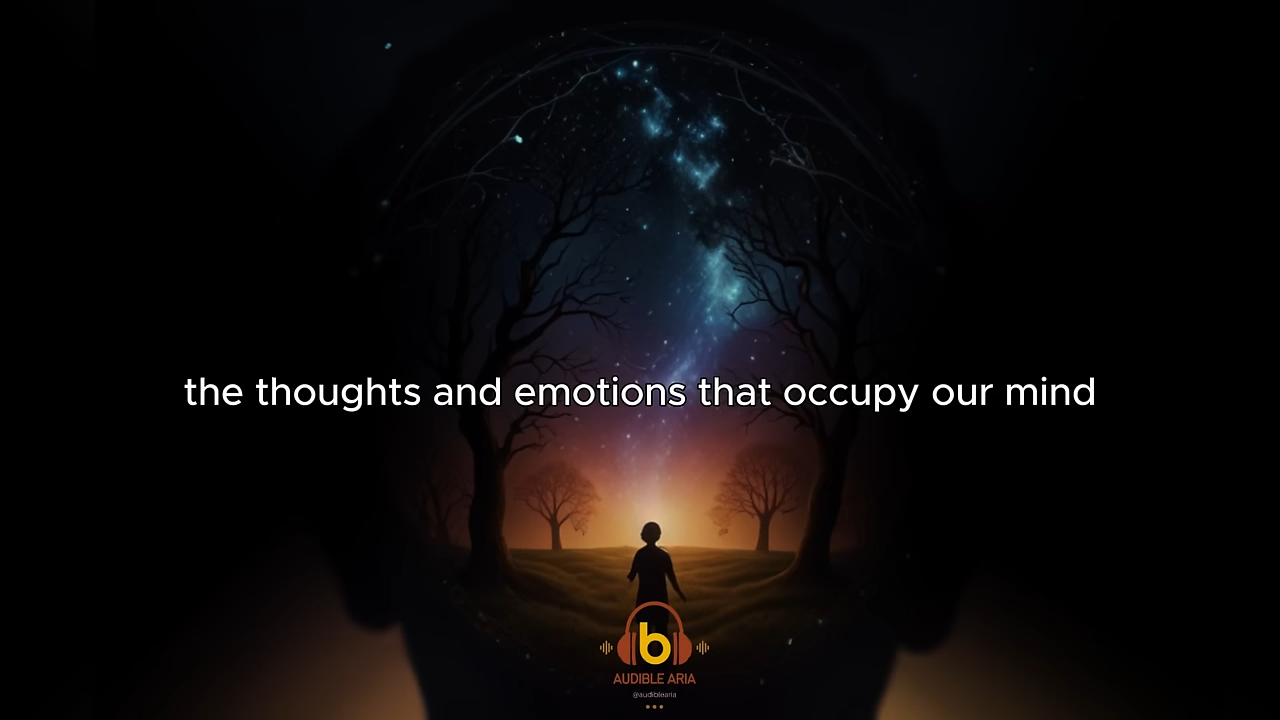 the thoughts and emotions that occupy our mind
b
AUDIBLE ARIA
@audiblearia